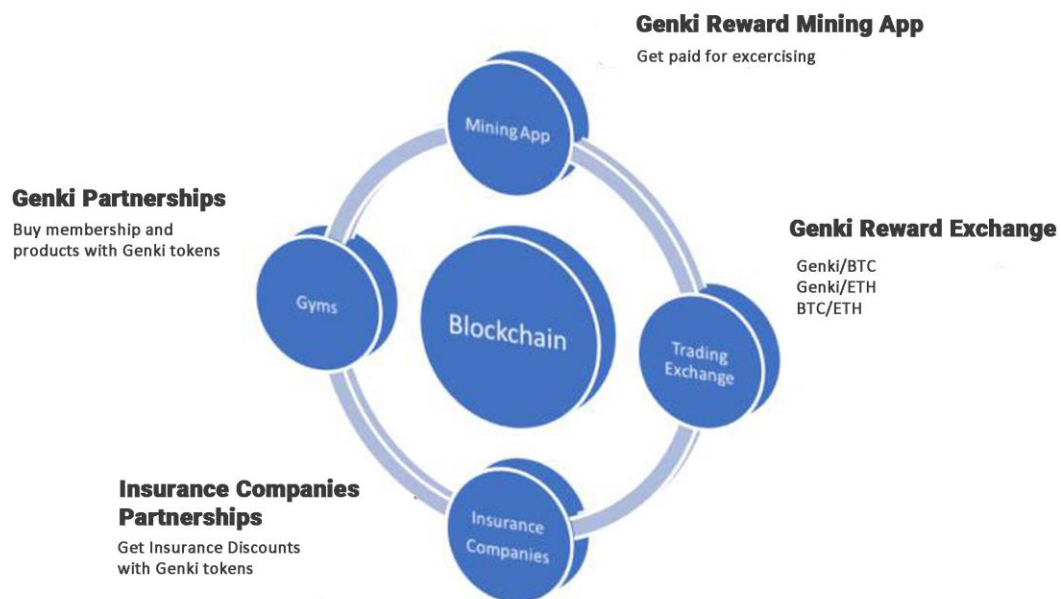 Genki Reward Mining App
Get paid for excercising
Mining App
Genki Partnerships
Buy membership and
products with Genki tokens
Genki Reward Exchange
Genki/BTC
Genki/ETH
BTC/ETH
Gyms
Blockchain
Trading
Exchange
Insurance Companies
Partnerships
Get Insurance Discounts
with Genki tokens
Insurance
Companies